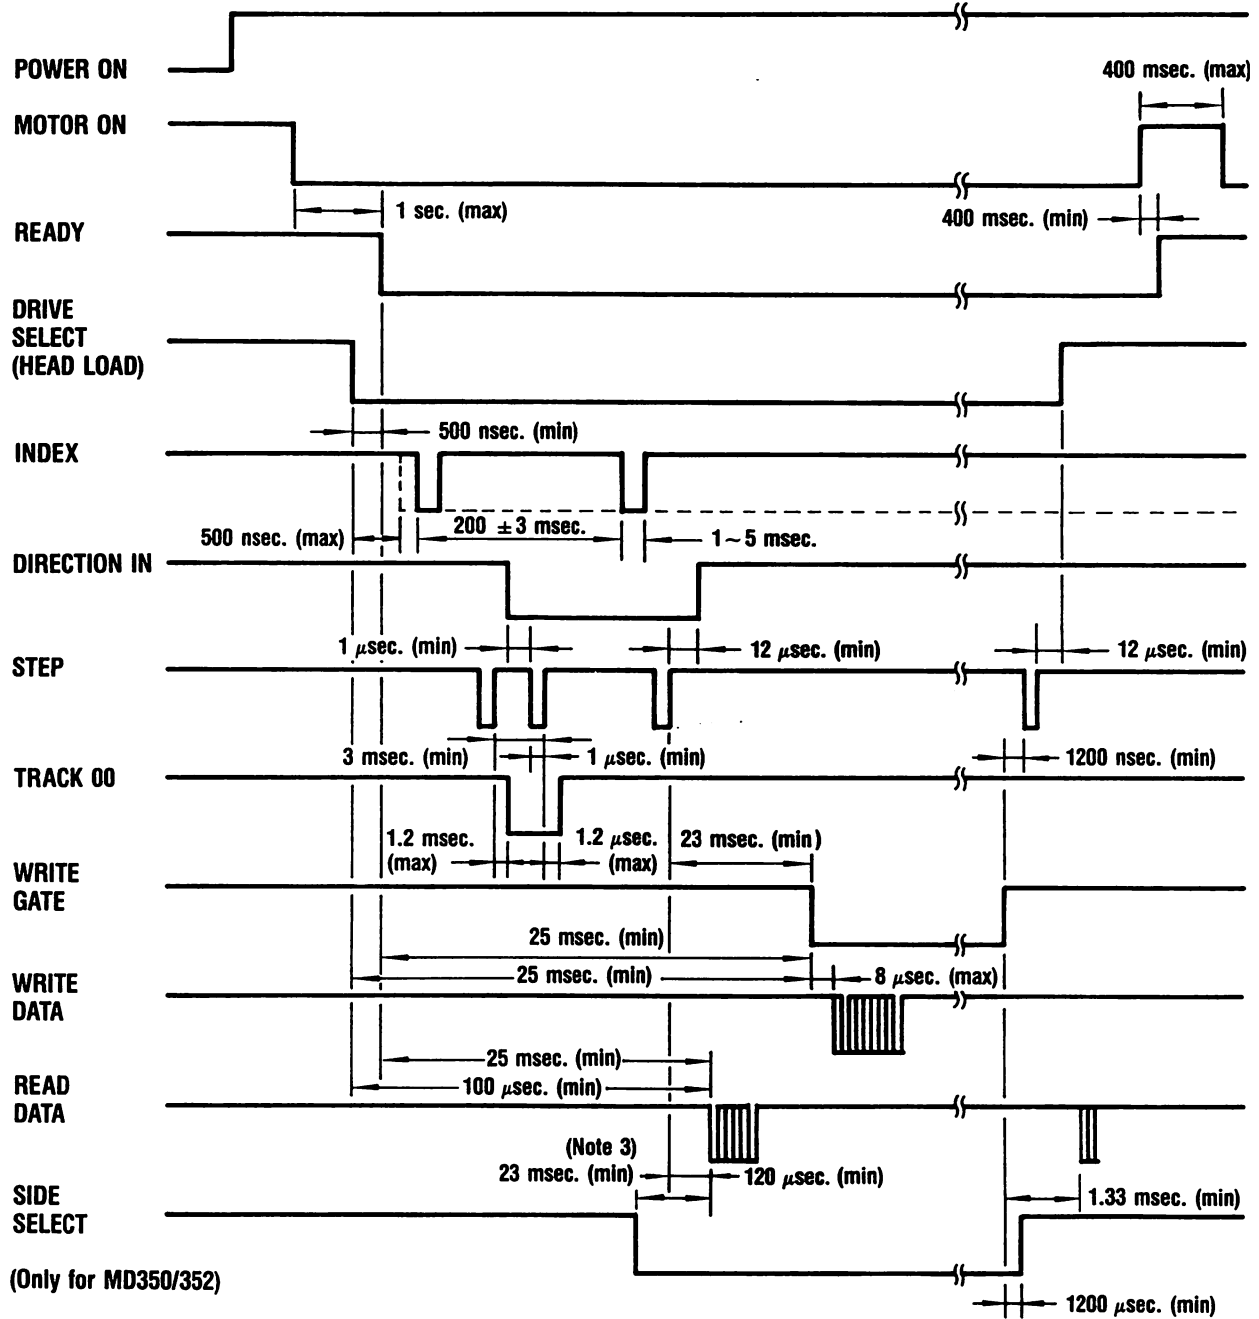 POWER ON
400 msec. (max)
MOTOR ON
1 sec. (max)
400 msec. (min)
READY
DRIVE
SELECT
(HEAD LOAD)
500 nsec. (min)
INDEX
500 nsec. (max)
200 ±3 msec.
1~5 msec.
DIRECTION IN
1 μsec. (min)
12 μsec. (min)
12 μsec. (min)
STEP
3 msec. (min)
1 μsec. (min)
1200 nsec. (min)
TRACK 00
1.2 msec.
(max)
1.2 μsec.
(max)
23 msec. (min)
WRITE
GATE
25 msec. (min)
25 msec. (min)
8 μsec. (max)
WRITE
DATA
25 msec. (min)
100 μsec. (min)
READ
DATA
(Note 3)
23 msec. (min)
120 μsec. (min)
1.33 msec. (min)
SIDE
SELECT
(Only for MD350/352)
1200 μsec. (min)